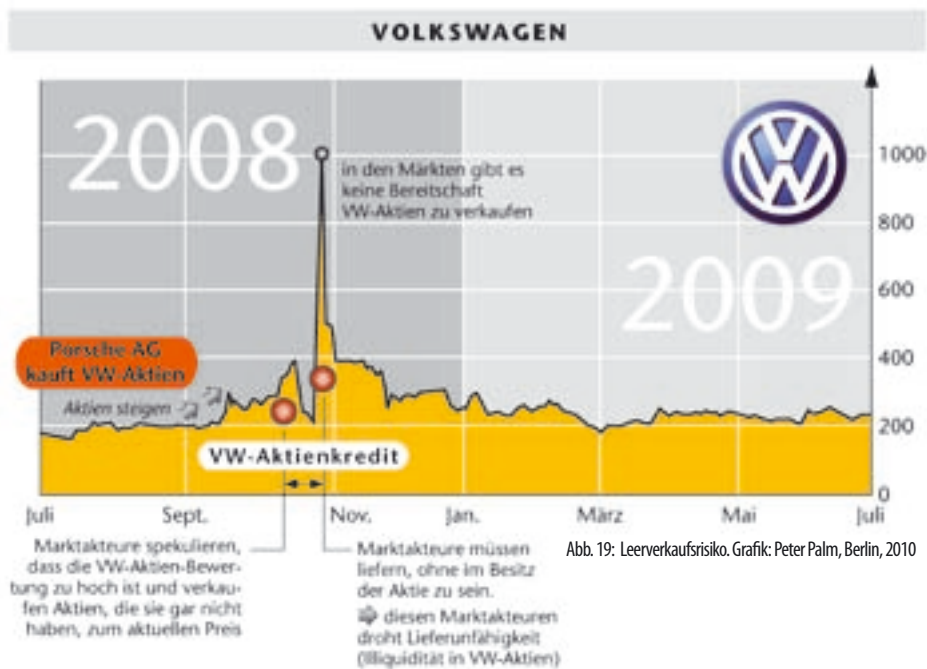 VOLKSWAGEN
2008
2009
in den Märkten gibt es
keine Bereitschaft
VW-Aktien zu verkaufen
1000
800
600
400
200
0
Porsche AG
kauft VW-Aktien
Aktien steigen
VW-Aktienkredit
Juli
Sept.
Nov.
Jan.
März
Mai
Juli
Marktakteure spekulieren,
dass die VW-Aktien-Bewer-
tung zu hoch ist und verkau-
fen Aktien, die sie gar nicht
haben, zum aktuellen Preis
Marktakteure müssen
liefern, ohne im Besitz
der Aktie zu sein.
diesen Marktakteuren
droht Lieferunfähigkeit
(Illiquidität in VW-Aktien)
Abb. 19: Leerverkaufsrisiko. Grafik: Peter Palm, Berlin, 2010
VW